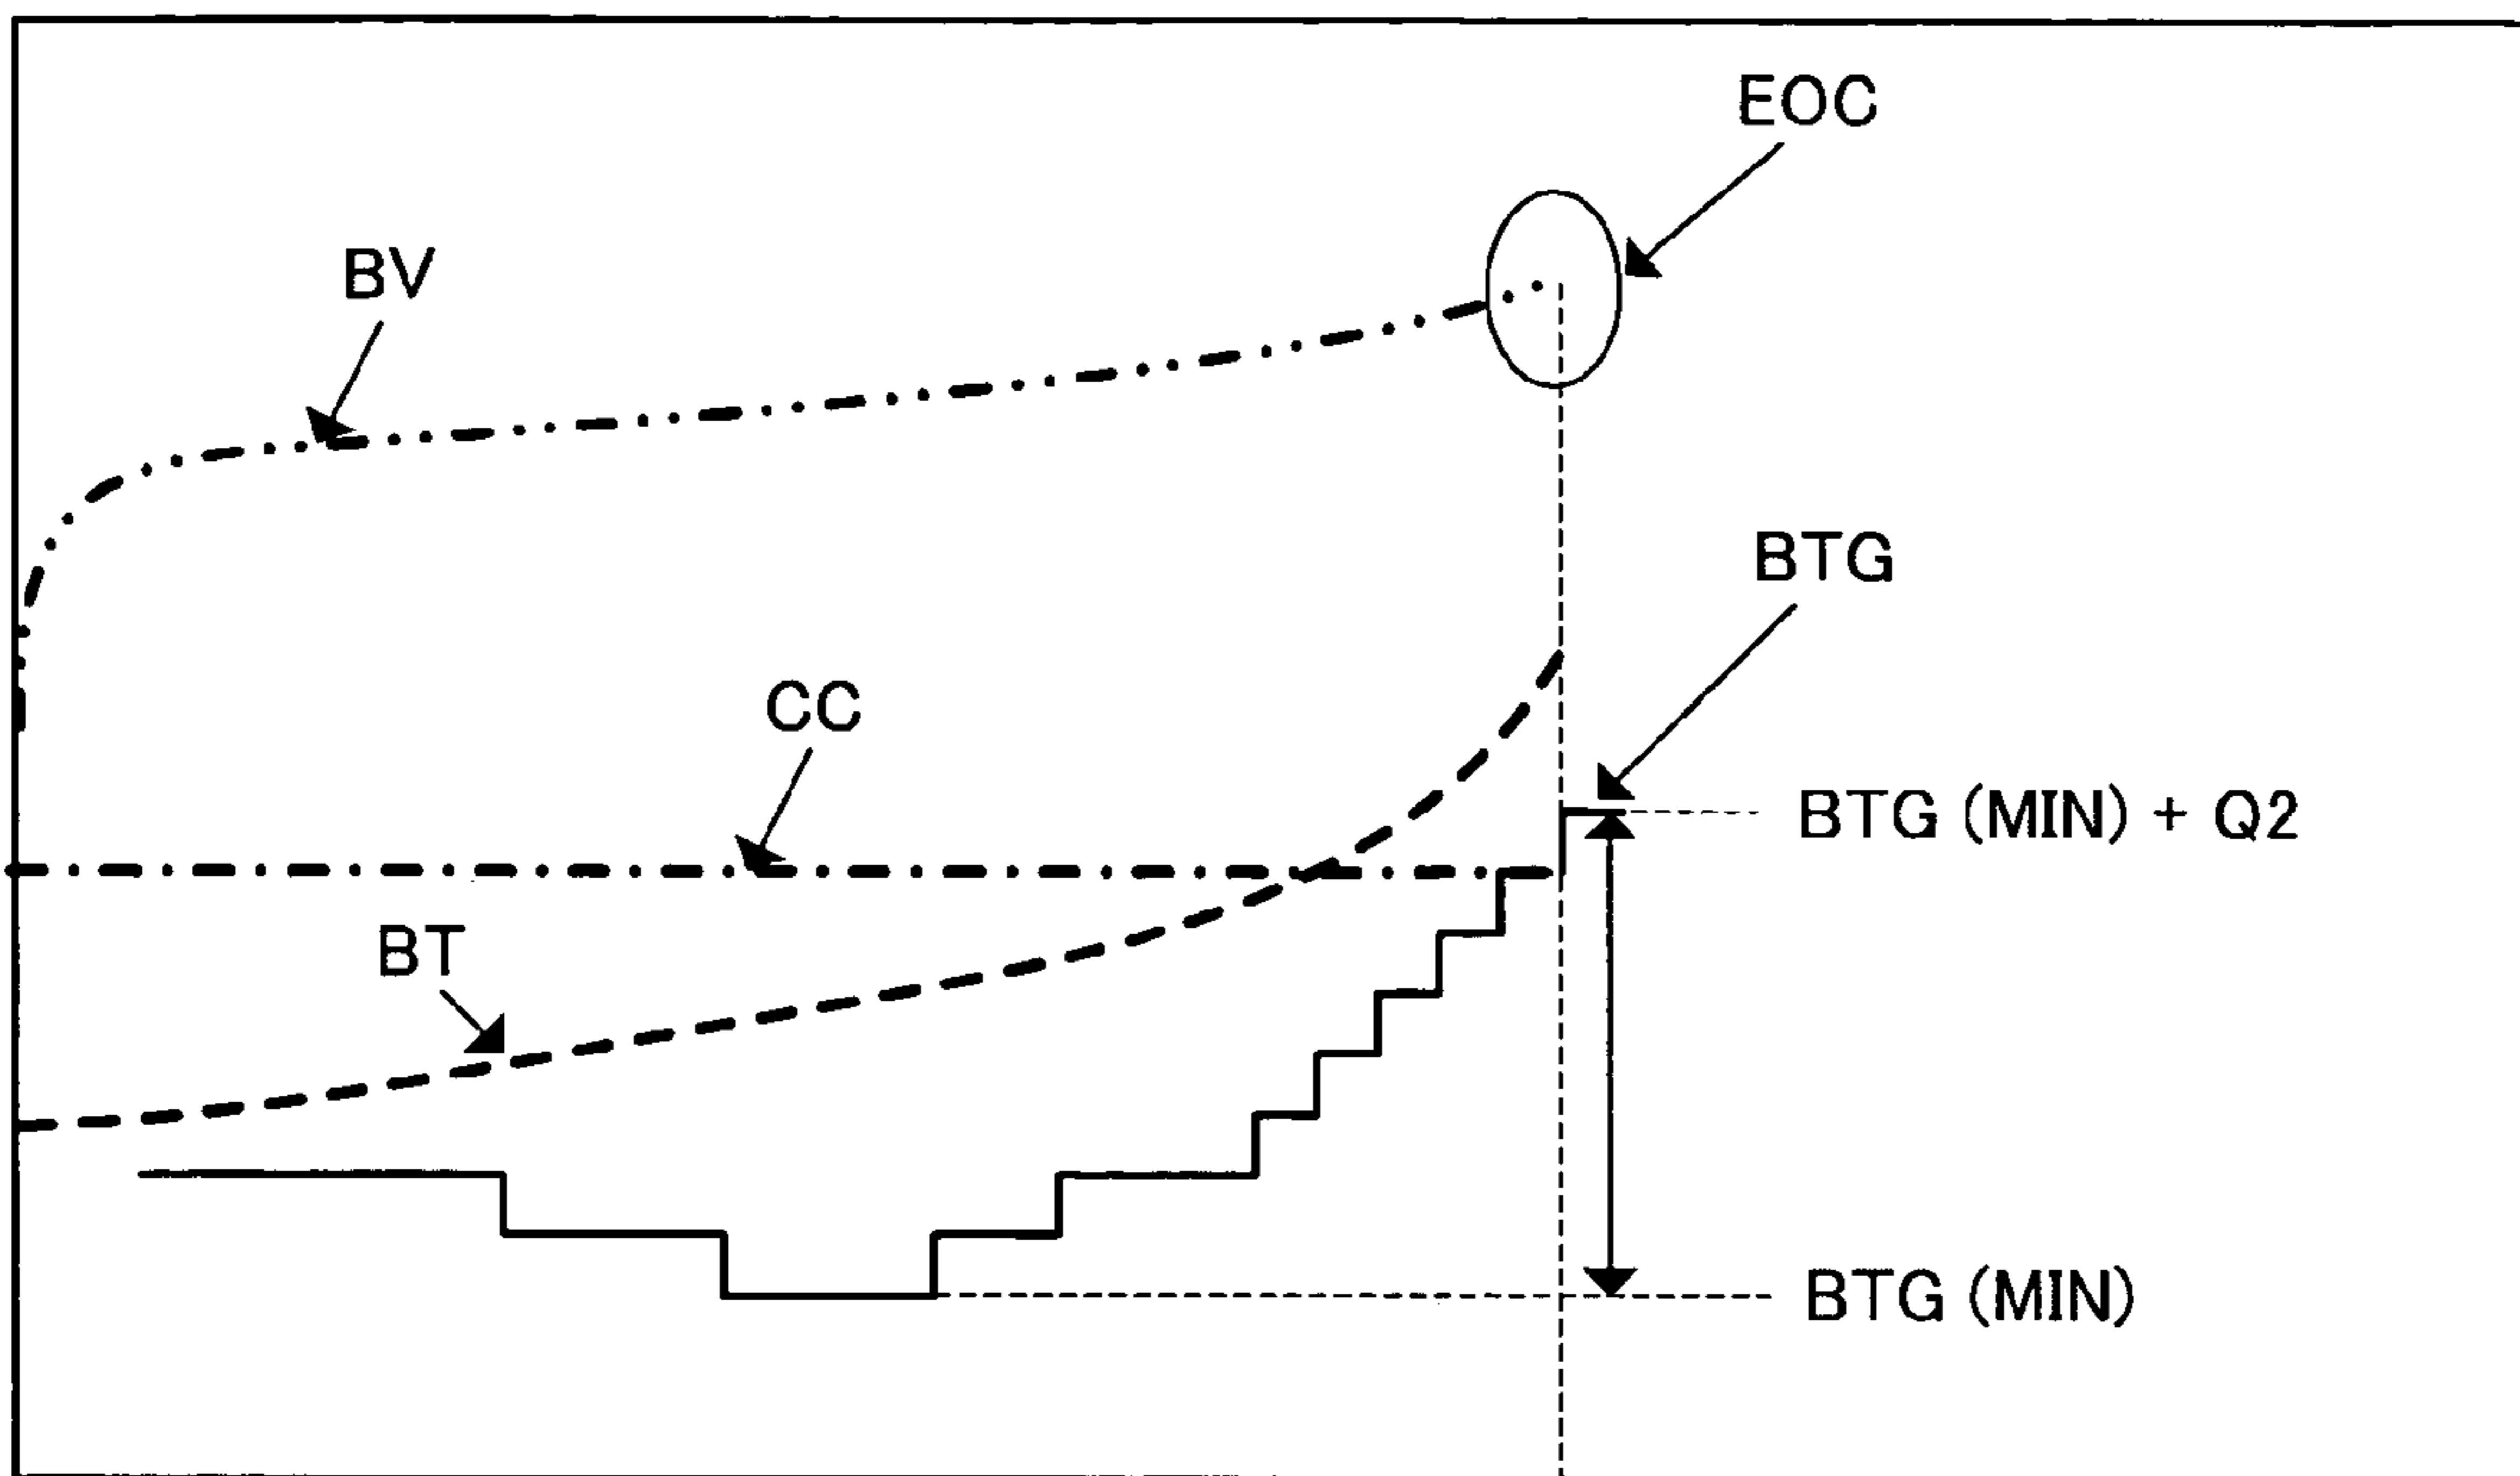 EOC
BV
BTG
CC
BTG (MIN) + Q2
BT
BTG (MIN)